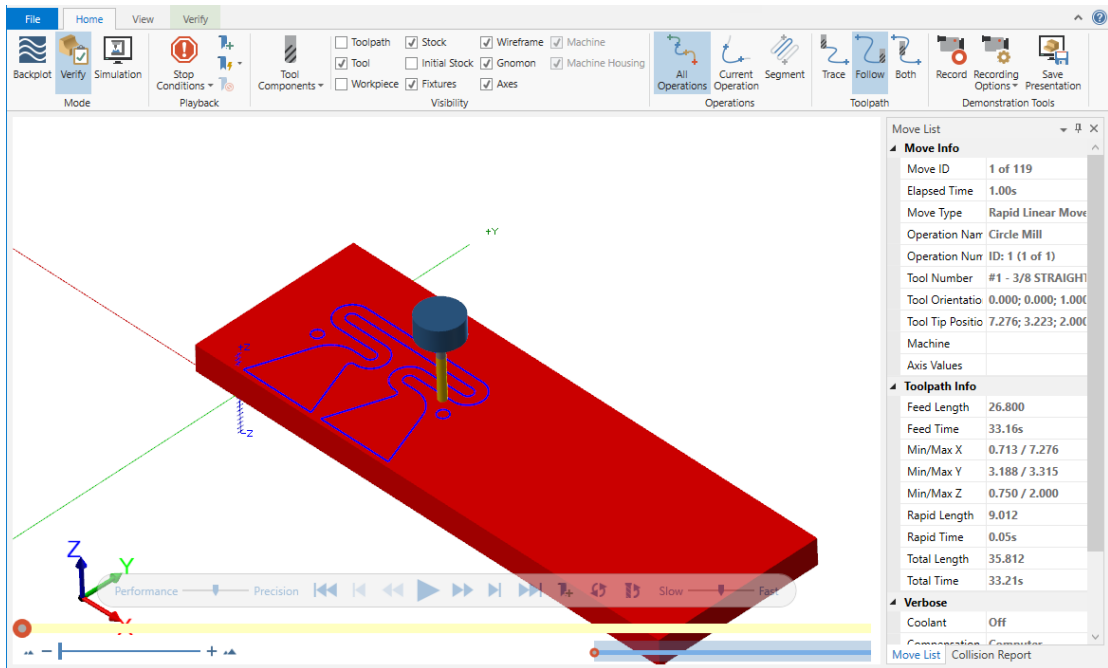 File Home View Verify
Backplot Verify Simulation
Mode
Stop Conditions
Playback
Tool Components
Toolpath Stock Wireframe Machine
Tool Initial Stock Gnomon Machine Housing
Workpiece Fixtures Axes
Visibility
All Operations Current Operation Segment
Operations
Trace Follow Both
Toolpath
Record Recording Options Save Presentation
Demonstration Tools
Move List
Move Info
Move ID 1 of 119
Elapsed Time 1.00s
Move Type Rapid Linear Move
Operation Nam Circle Mill
Operation Num ID: 1 (1 of 1)
Tool Number #1 - 3/8 STRAIGHT
Tool Orientatio 0.000; 0.000; 1.000
Tool Tip Positio 7.276; 3.223; 2.000
Machine
Axis Values
Toolpath Info
Feed Length 26.800
Feed Time 33.16s
Min/Max X 0.713 / 7.276
Min/Max Y 3.188 / 3.315
Min/Max Z 0.750 / 2.000
Rapid Length 9.012
Rapid Time 0.05s
Total Length 35.812
Total Time 33.21s
Verbose
Coolant Off
Compensation Computer
Move List Collision Report
+Y
-Z
Z
Y
X
Performance Precision Slow Fast